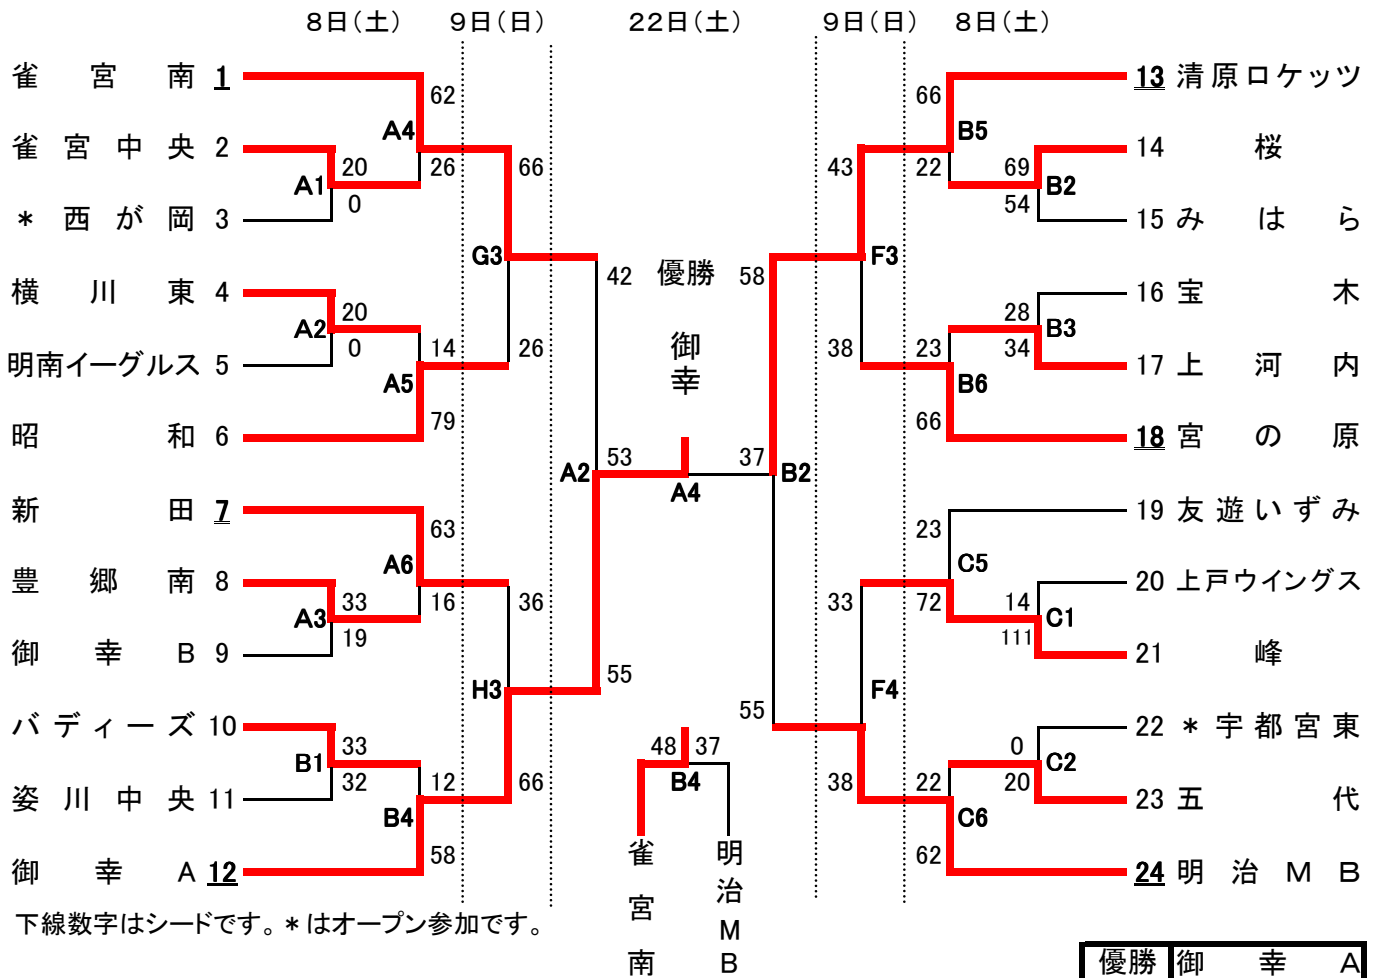 8日(土) 9日(日) 22日(土) 9日(日) 8日(土)
雀宮南 1 62 66 13 清原ロケッツ
A4 B5
雀宮中央 2 20 26 66 43 22 69 14 桜
A1 B2
*西が岡 3 0 54 15 みはら
G3 F3
42 優勝 58
横川東 4 20 28 16 宝木
A2 B3
御幸
明南イーグルス 5 0 14 26 38 23 34 17 上河内
A5 B6
昭和 6 79 66 18 宮の原
A2 53 37 B2
A4
新田 7 63 23 19 友遊いずみ
A6 C5
豊郷南 8 33 16 36 33 72 14 20 上戸ウイングス
A3 C1
御幸B 9 19 111 21 峰
H3 55 55 F4
バディーズ 10 33 48 37 0 22 *宇都宮東
B1 B4 C2
姿川中央 11 32 12 66 38 22 20 23 五代
B4 C6
御幸A 12 58 62 24 明治MB
雀宮南 明治MB
下線数字はシードです。*はオープン参加です。
優勝 御幸A